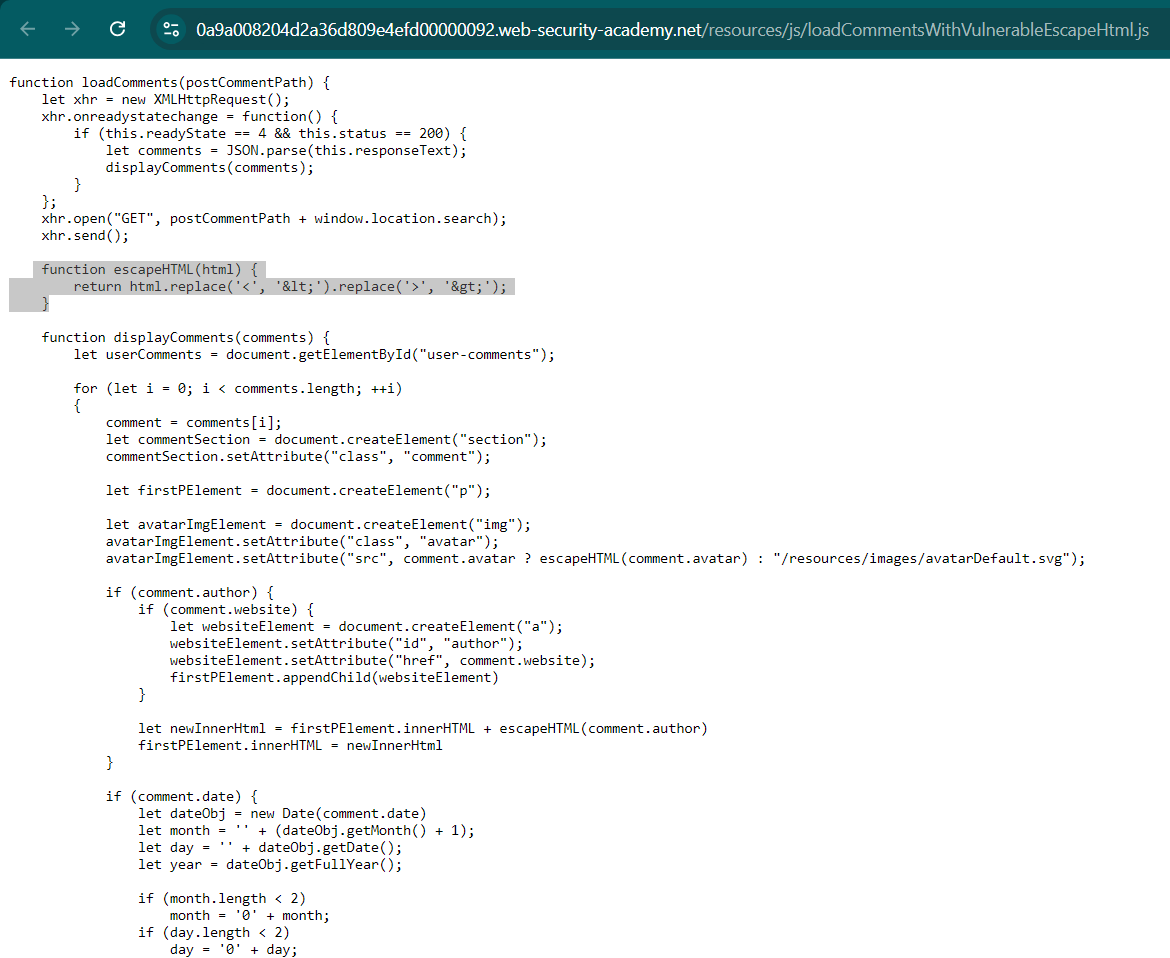 0a9a008204d2a36d809e4efd00000092.web-security-academy.net/resources/js/loadCommentsWithVulnerableEscapeHtml.js
function loadComments(postCommentPath) {
    let xhr = new XMLHttpRequest();
    xhr.onreadystatechange = function() {
        if (this.readyState == 4 && this.status == 200) {
            let comments = JSON.parse(this.responseText);
            displayComments(comments);
        }
    };
    xhr.open("GET", postCommentPath + window.location.search);
    xhr.send();

    function escapeHTML(html) {
        return html.replace('<', '&lt;').replace('>', '&gt;');
    }

    function displayComments(comments) {
        let userComments = document.getElementById("user-comments");

        for (let i = 0; i < comments.length; ++i)
        {
            comment = comments[i];
            let commentSection = document.createElement("section");
            commentSection.setAttribute("class", "comment");

            let firstPElement = document.createElement("p");

            let avatarImgElement = document.createElement("img");
            avatarImgElement.setAttribute("class", "avatar");
            avatarImgElement.setAttribute("src", comment.avatar ? escapeHTML(comment.avatar) : "/resources/images/avatarDefault.svg");

            if (comment.author) {
                if (comment.website) {
                    let websiteElement = document.createElement("a");
                    websiteElement.setAttribute("id", "author");
                    websiteElement.setAttribute("href", comment.website);
                    firstPElement.appendChild(websiteElement)
                }

                let newInnerHtml = firstPElement.innerHTML + escapeHTML(comment.author)
                firstPElement.innerHTML = newInnerHtml
            }

            if (comment.date) {
                let dateObj = new Date(comment.date)
                let month = '' + (dateObj.getMonth() + 1);
                let day = '' + dateObj.getDate();
                let year = dateObj.getFullYear();

                if (month.length < 2)
                    month = '0' + month;
                if (day.length < 2)
                    day = '0' + day;